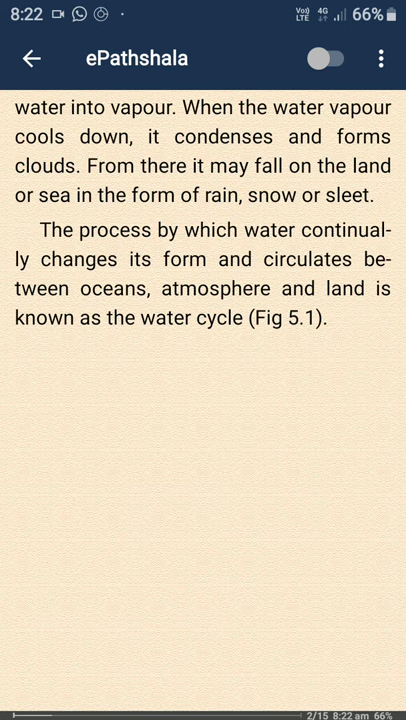 8:22
Vo)) LTE 4G 66%
ePathshala
water into vapour. When the water vapour
cools down, it condenses and forms
clouds. From there it may fall on the land
or sea in the form of rain, snow or sleet.
The process by which water continual-
ly changes its form and circulates be-
tween oceans, atmosphere and land is
known as the water cycle (Fig 5.1).
2/15 8:22 am 66%